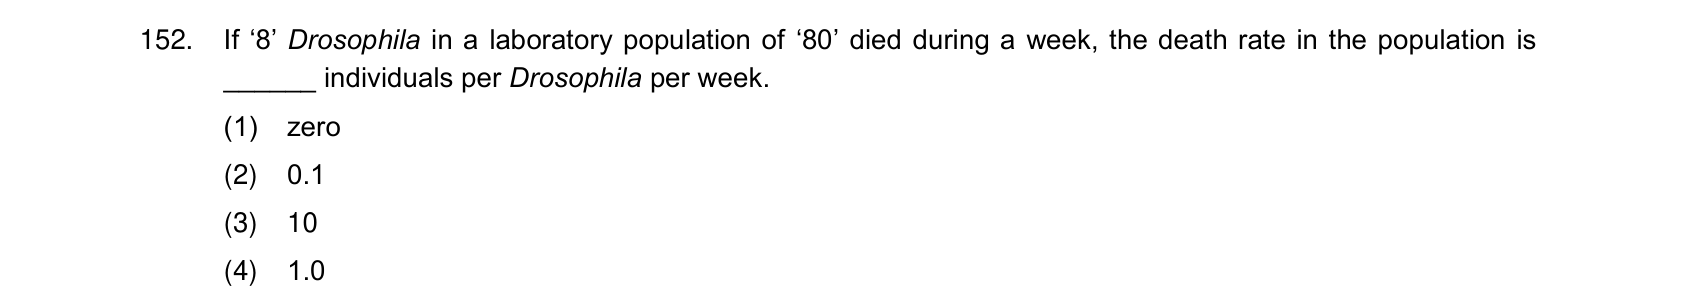 152. If ‘8’ Drosophila in a laboratory population of ‘80’ died during a week, the death rate in the population is
______ individuals per Drosophila per week.
(1) zero
(2) 0.1
(3) 10
(4) 1.0